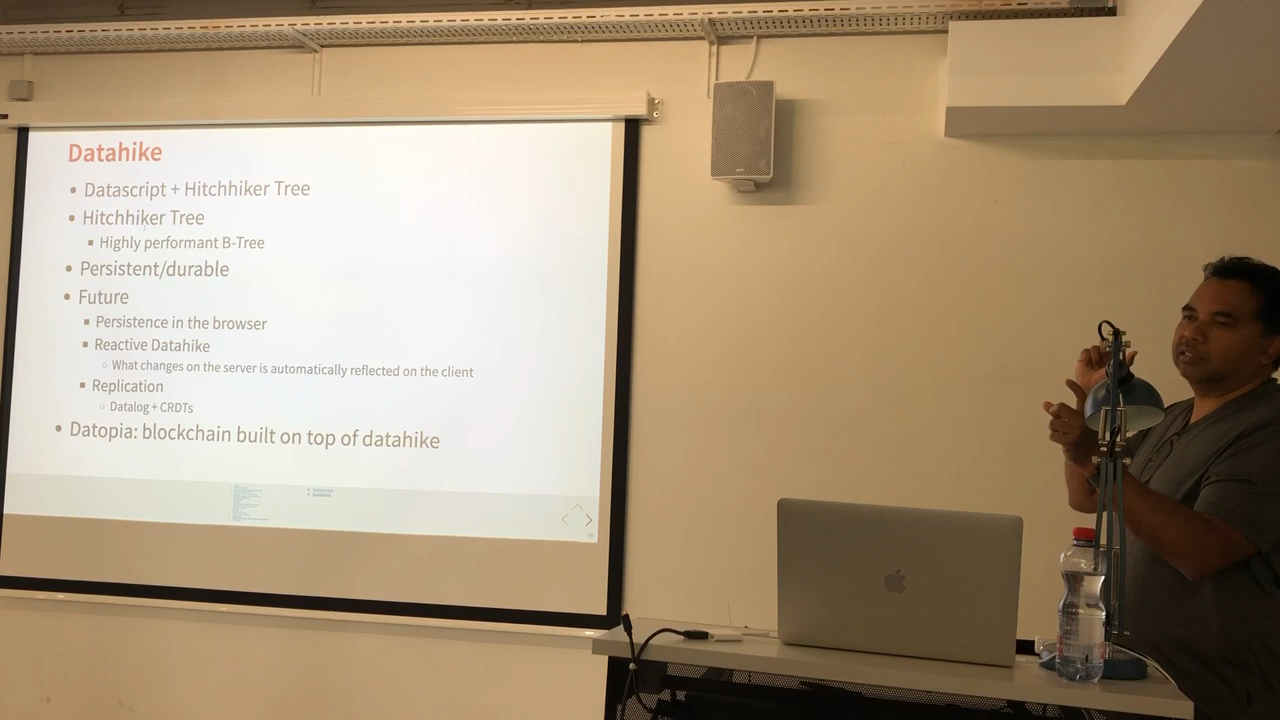 Datahike
• Datascript + Hitchhiker Tree
• Hitchhiker Tree
▪ Highly performant B-Tree
• Persistent/durable
• Future
▪ Persistence in the browser
▪ Reactive Datahike
○ What changes on the server is automatically reflected on the client
▪ Replication
○ Datalog + CRDTs
• Datopia: blockchain built on top of datahike
• Datascript
• Datahike